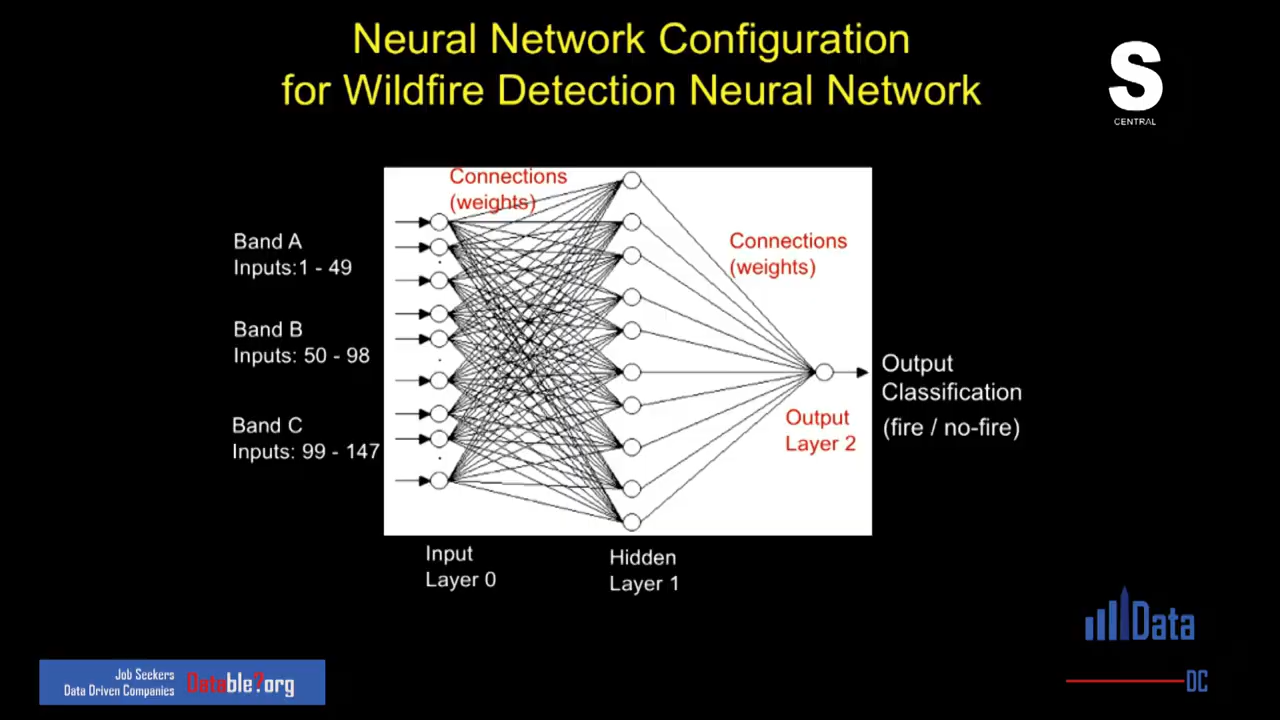 Neural Network Configuration
for Wildfire Detection Neural Network
S
CENTRAL
Connections
(weights)
Band A
Inputs:1 - 49
Connections
(weights)
Band B
Inputs: 50 - 98
Output
Classification
(fire / no-fire)
Output
Layer 2
Band C
Inputs: 99 - 147
Input
Layer 0
Hidden
Layer 1
Data
DC
Job Seekers
Data Driven Companies
Datable?org